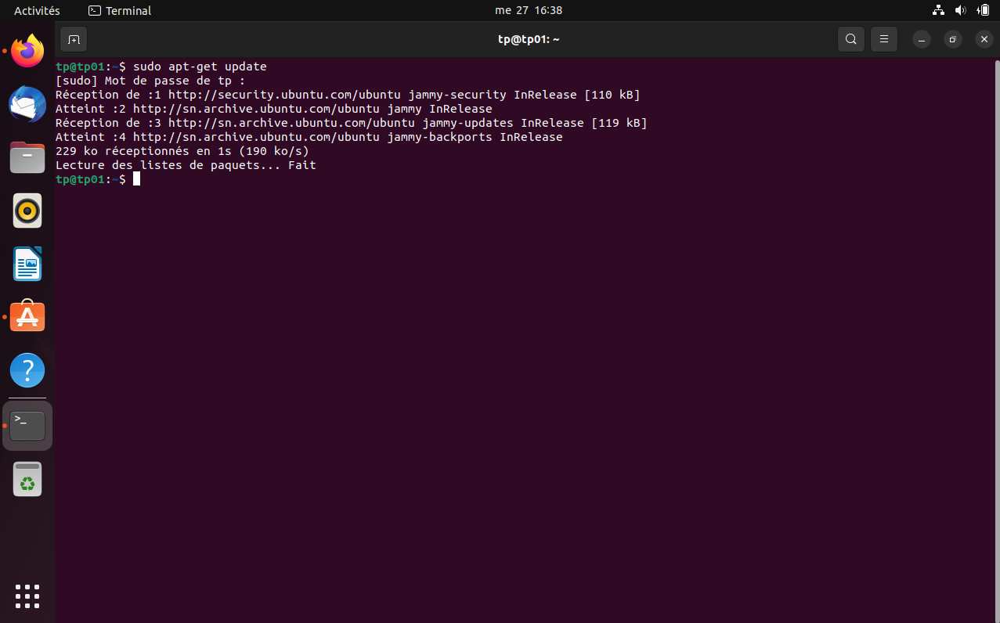 Activités Terminal me 27 16:38
tp@tp01: ~
tp@tp01:~$ sudo apt-get update
[sudo] Mot de passe de tp :
Réception de :1 http://security.ubuntu.com/ubuntu jammy-security InRelease [110 kB]
Atteint :2 http://sn.archive.ubuntu.com/ubuntu jammy InRelease
Réception de :3 http://sn.archive.ubuntu.com/ubuntu jammy-updates InRelease [119 kB]
Atteint :4 http://sn.archive.ubuntu.com/ubuntu jammy-backports InRelease
229 ko réceptionnés en 1s (190 ko/s)
Lecture des listes de paquets... Fait
tp@tp01:~$